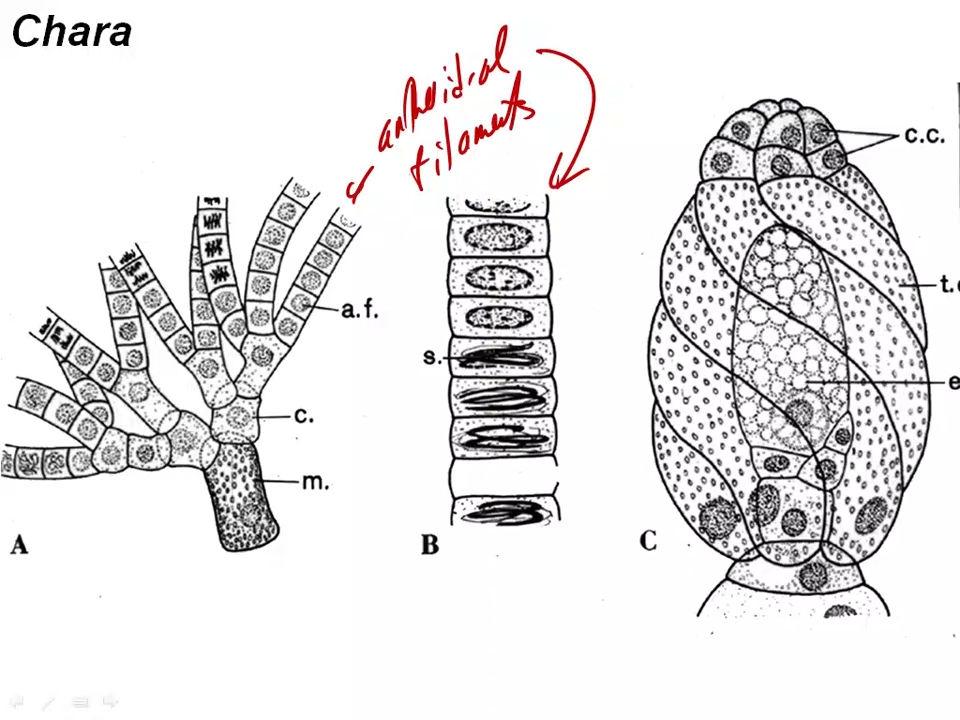 Chara
antheridial
filaments
c.c.
t.c
a.f.
s.
e
c.
m.
A
B
C